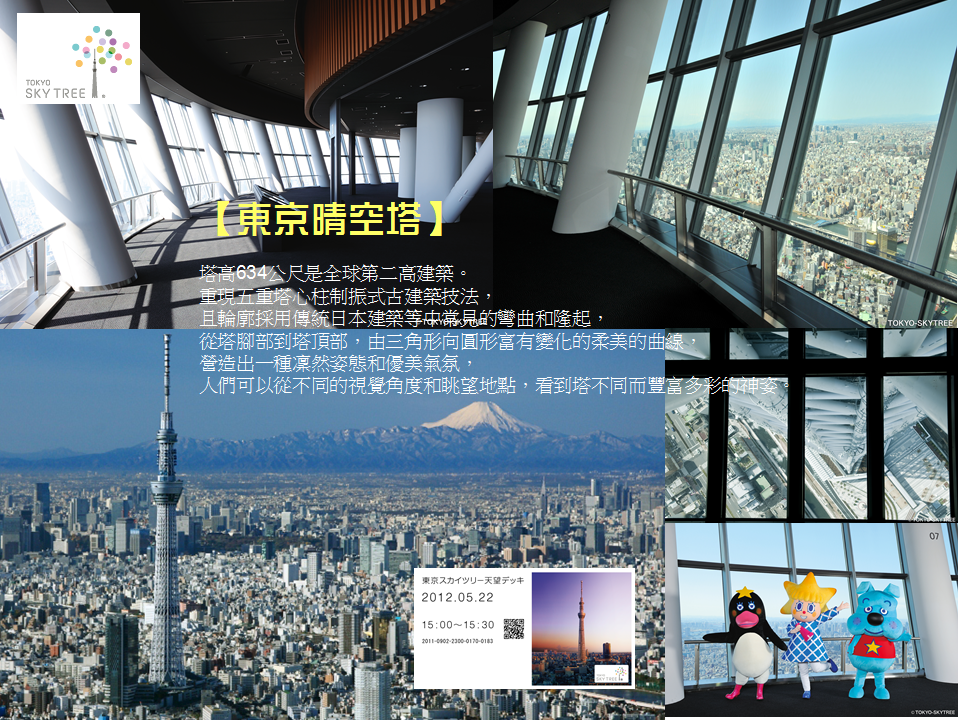 TOKYO
SKY TREE
【東京晴空塔】
塔高634公尺是全球第二高建築。
重現五重塔心柱制振式古建築技法，
且輪廓採用傳統日本建築等中常見的彎曲和隆起，
從塔腳部到塔頂部，由三角形向圓形富有變化的柔美的曲線，
營造出一種凜然姿態和優美氣氛，
人們可以從不同的視覺角度和眺望地點，看到塔不同而豐富多彩的神姿。
© TOKYO-SKYTREE
© TOKYO-SKYTREE
07
東京スカイツリー天望デッキ
2012.05.22
15:00～15:30
2011-0902-2300-0170-0183
TOKYO
SKY TREE
© TOKYO-SKYTREE